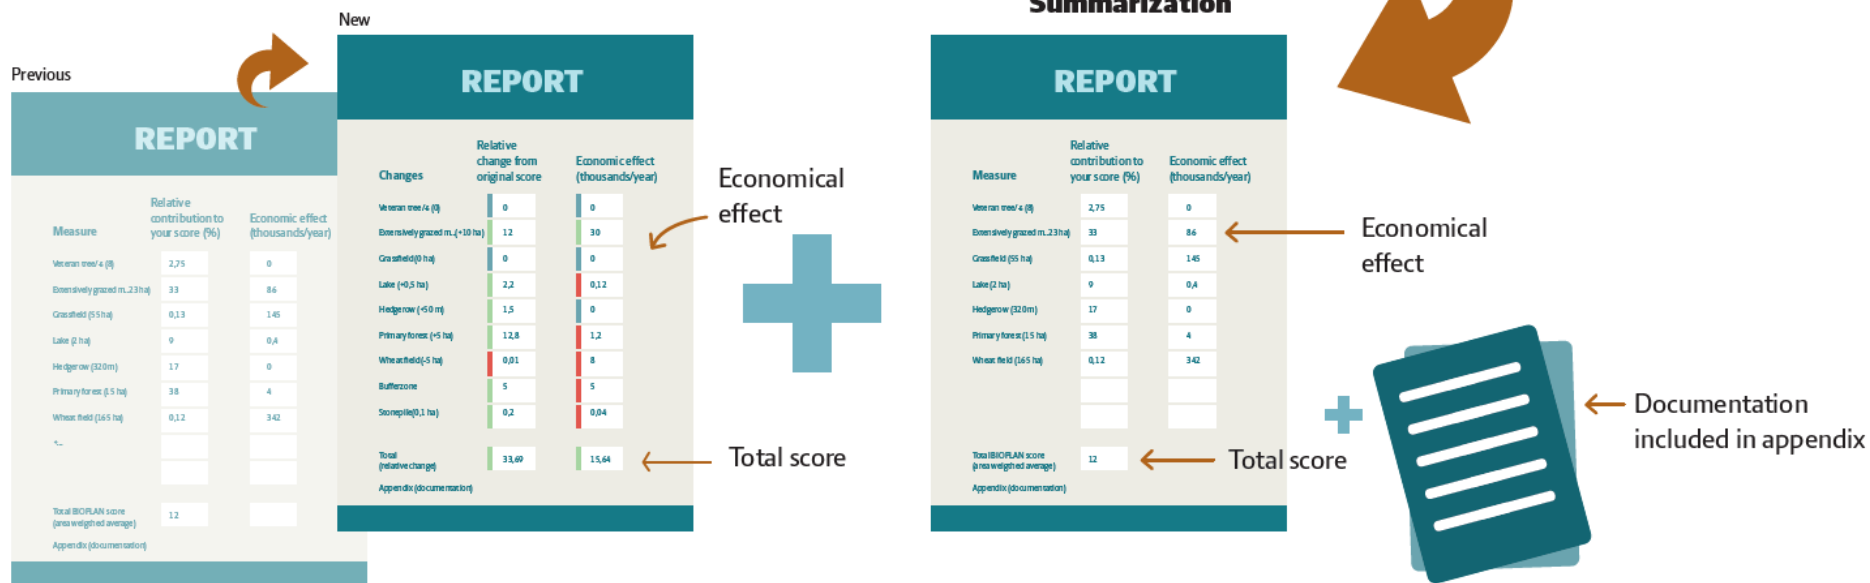 Previous
REPORT
Measure
Relative
contribution to
your score (%)
Economic effect
(thousands/year)
Veteran tree/-s (8) 2,75 0
Extensively grazed m...23 ha) 33 86
Grassfield (55 ha) 0,13 145
Lake (2 ha) 9 0,4
Hedgerow (320m) 17 0
Primary forest (15 ha) 38 4
Wheat field (165 ha) 0,12 342
Total BIOPLAN score
(area weigthed average) 12
Appendix (documentation)
New
REPORT
Changes
Relative
change from
original score
Economic effect
(thousands/year)
Veteran tree/-s (0) 0 0
Extensively grazed m...(+10 ha) 12 30
Grassfield (0 ha) 0 0
Lake (+0,5 ha) 2,2 0,12
Hedgerow (+50 m) 1,5 0
Primary forest (+5 ha) 12,8 1,2
Wheat field (-5 ha) 0,01 8
Bufferzone 5 5
Stonepile (0,1 ha) 0,2 0,04
Total
(relative change) 33,69 15,64
Appendix (documentation)
Economical
effect
Total score
Summarization
REPORT
Measure
Relative
contribution to
your score (%)
Economic effect
(thousands/year)
Veteran tree/-s (8) 2,75 0
Extensively grazed m...23 ha) 33 86
Grassfield (55 ha) 0,13 145
Lake (2 ha) 9 0,4
Hedgerow (320m) 17 0
Primary forest (15 ha) 38 4
Wheat field (165 ha) 0,12 342
Total BIOPLAN score
(area weigthed average) 12
Appendix (documentation)
Economical
effect
Total score
Documentation
included in appendix